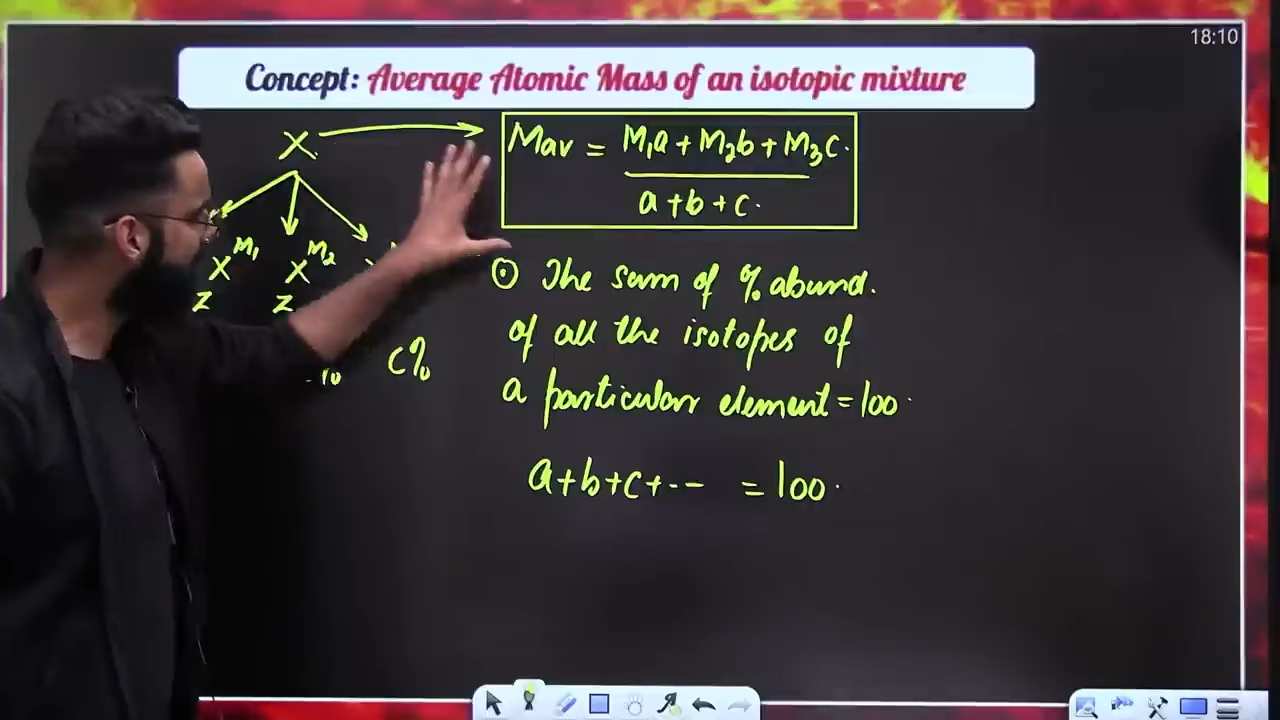 18:10
Concept: Average Atomic Mass of an isotopic mixture
X
Mav = M₁a + M₂b + M₃c
a + b + c
X M₁ X M₂
Z Z
⊙ The sum of % abund.
of all the isotopes of
a particular element = 100
C%
a+b+c+-- = 100